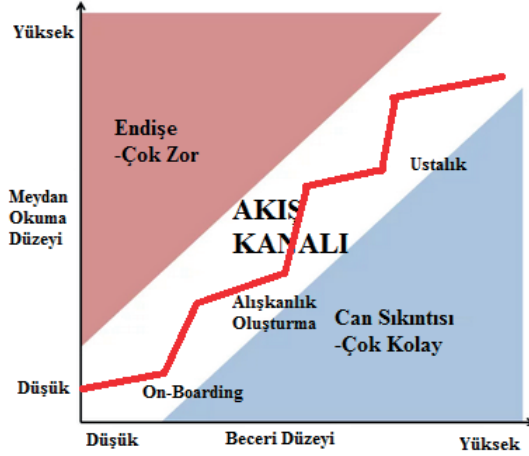 Yüksek
Endişe
-Çok Zor
Meydan
Okuma
Düzeyi
AKIŞ
KANALI
Ustalık
Alışkanlık
Oluşturma
Can Sıkıntısı
-Çok Kolay
Düşük
On-Boarding
Düşük
Beceri Düzeyi
Yüksek